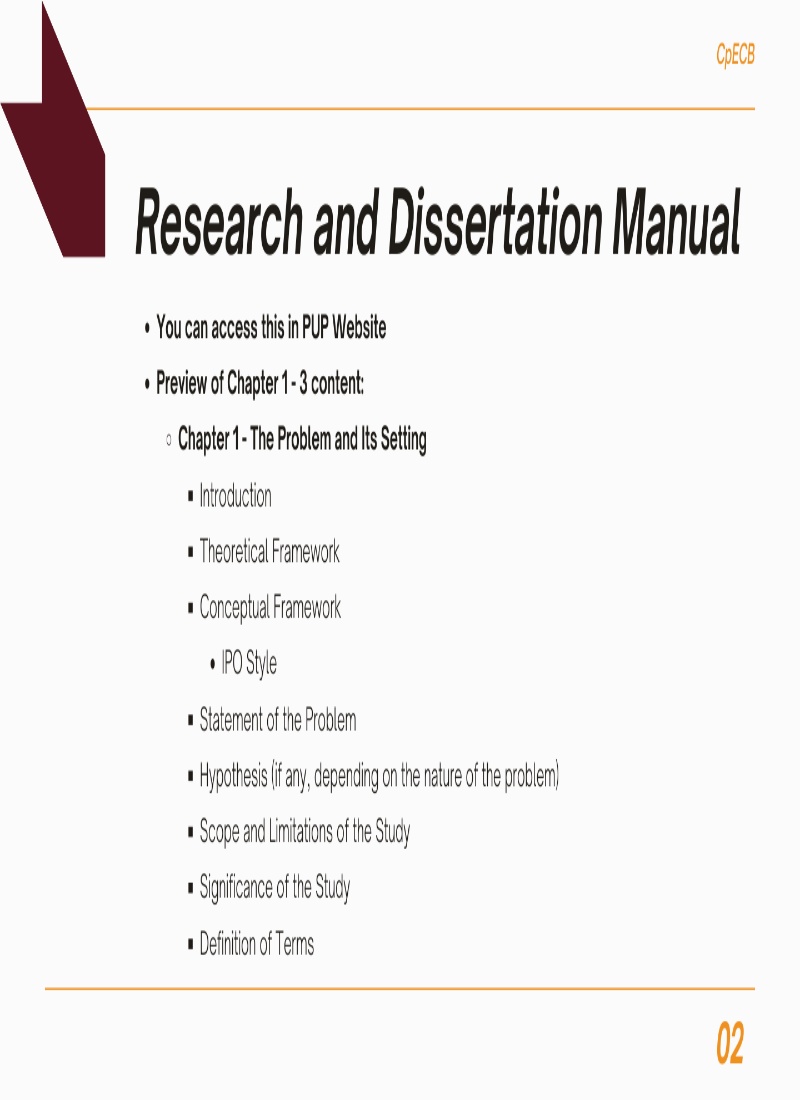 CpECB
Research and Dissertation Manual
• You can access this in PUP Website
• Preview of Chapter 1 - 3 content:
○ Chapter 1 - The Problem and Its Setting
▪ Introduction
▪ Theoretical Framework
▪ Conceptual Framework
• IPO Style
▪ Statement of the Problem
▪ Hypothesis (if any, depending on the nature of the problem)
▪ Scope and Limitations of the Study
▪ Significance of the Study
▪ Definition of Terms
02